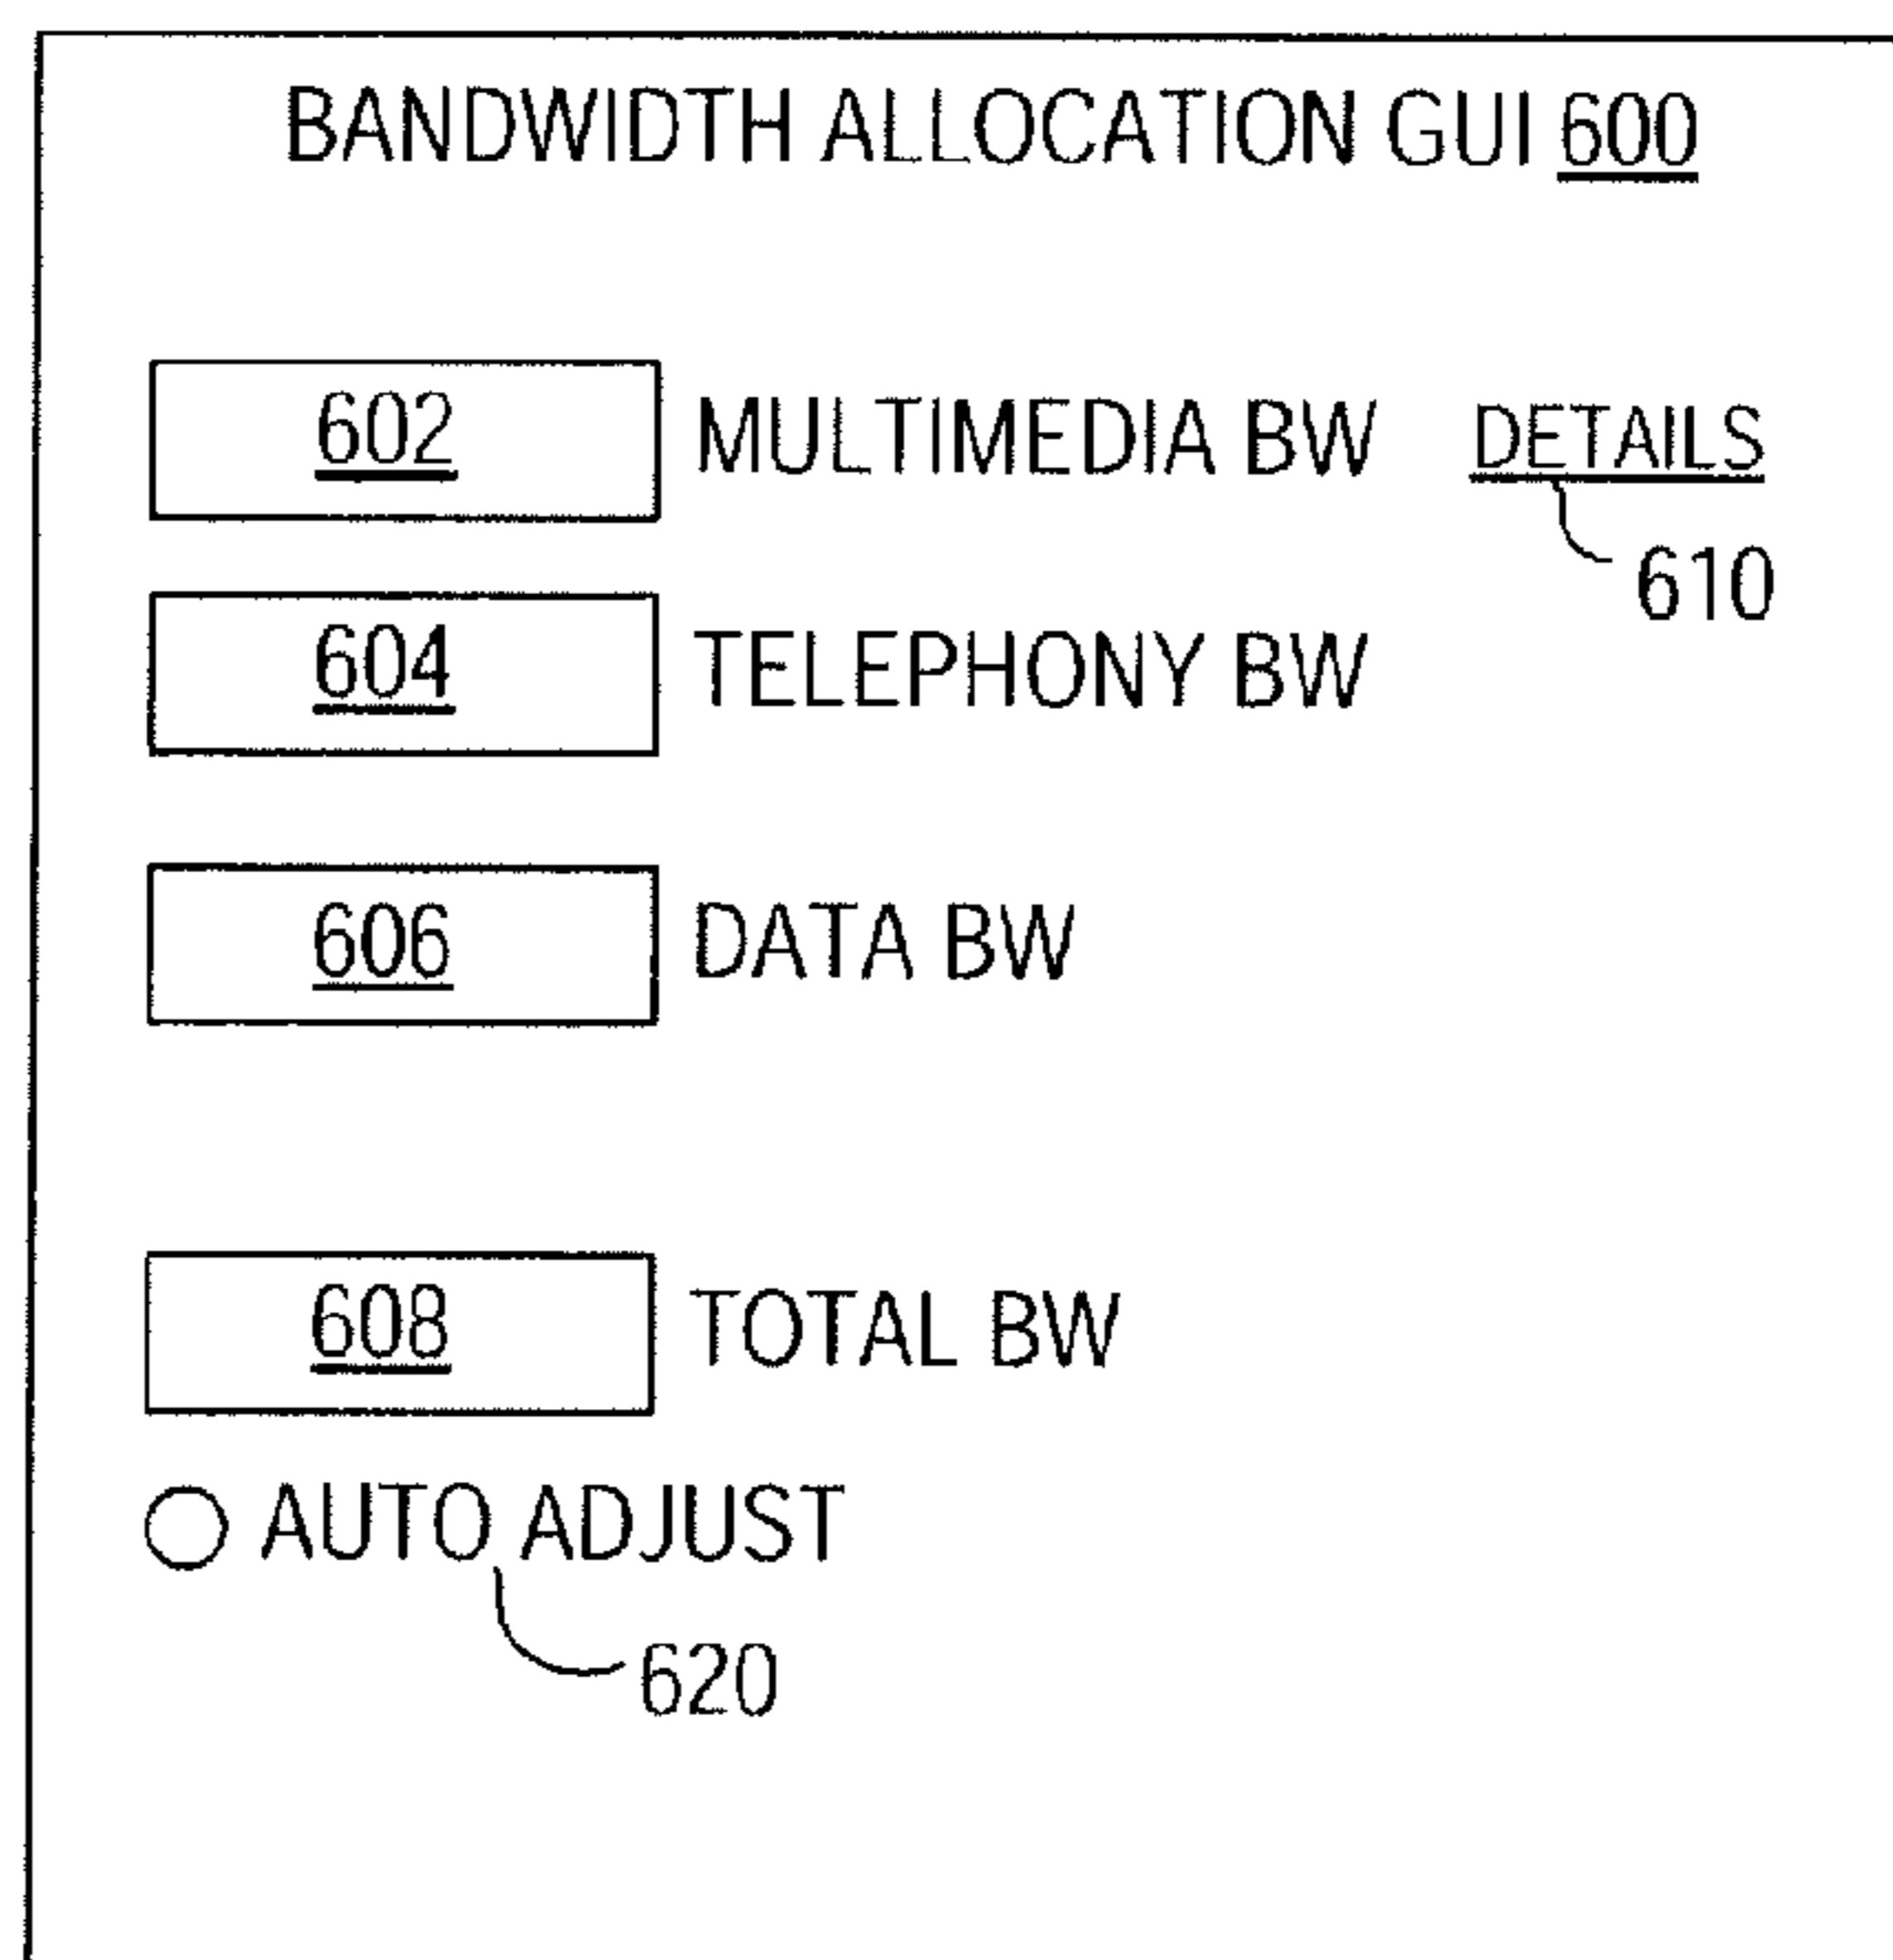 BANDWIDTH ALLOCATION GUI 600
602 MULTIMEDIA BW DETAILS
610
604 TELEPHONY BW
606 DATA BW
608 TOTAL BW
AUTO ADJUST
620